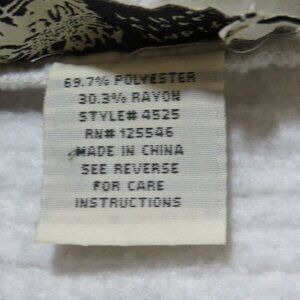 69.7% POLYESTER
30.3% RAYON
STYLE# 4525
RN# 125546
MADE IN CHINA
SEE REVERSE
FOR CARE
INSTRUCTIONS